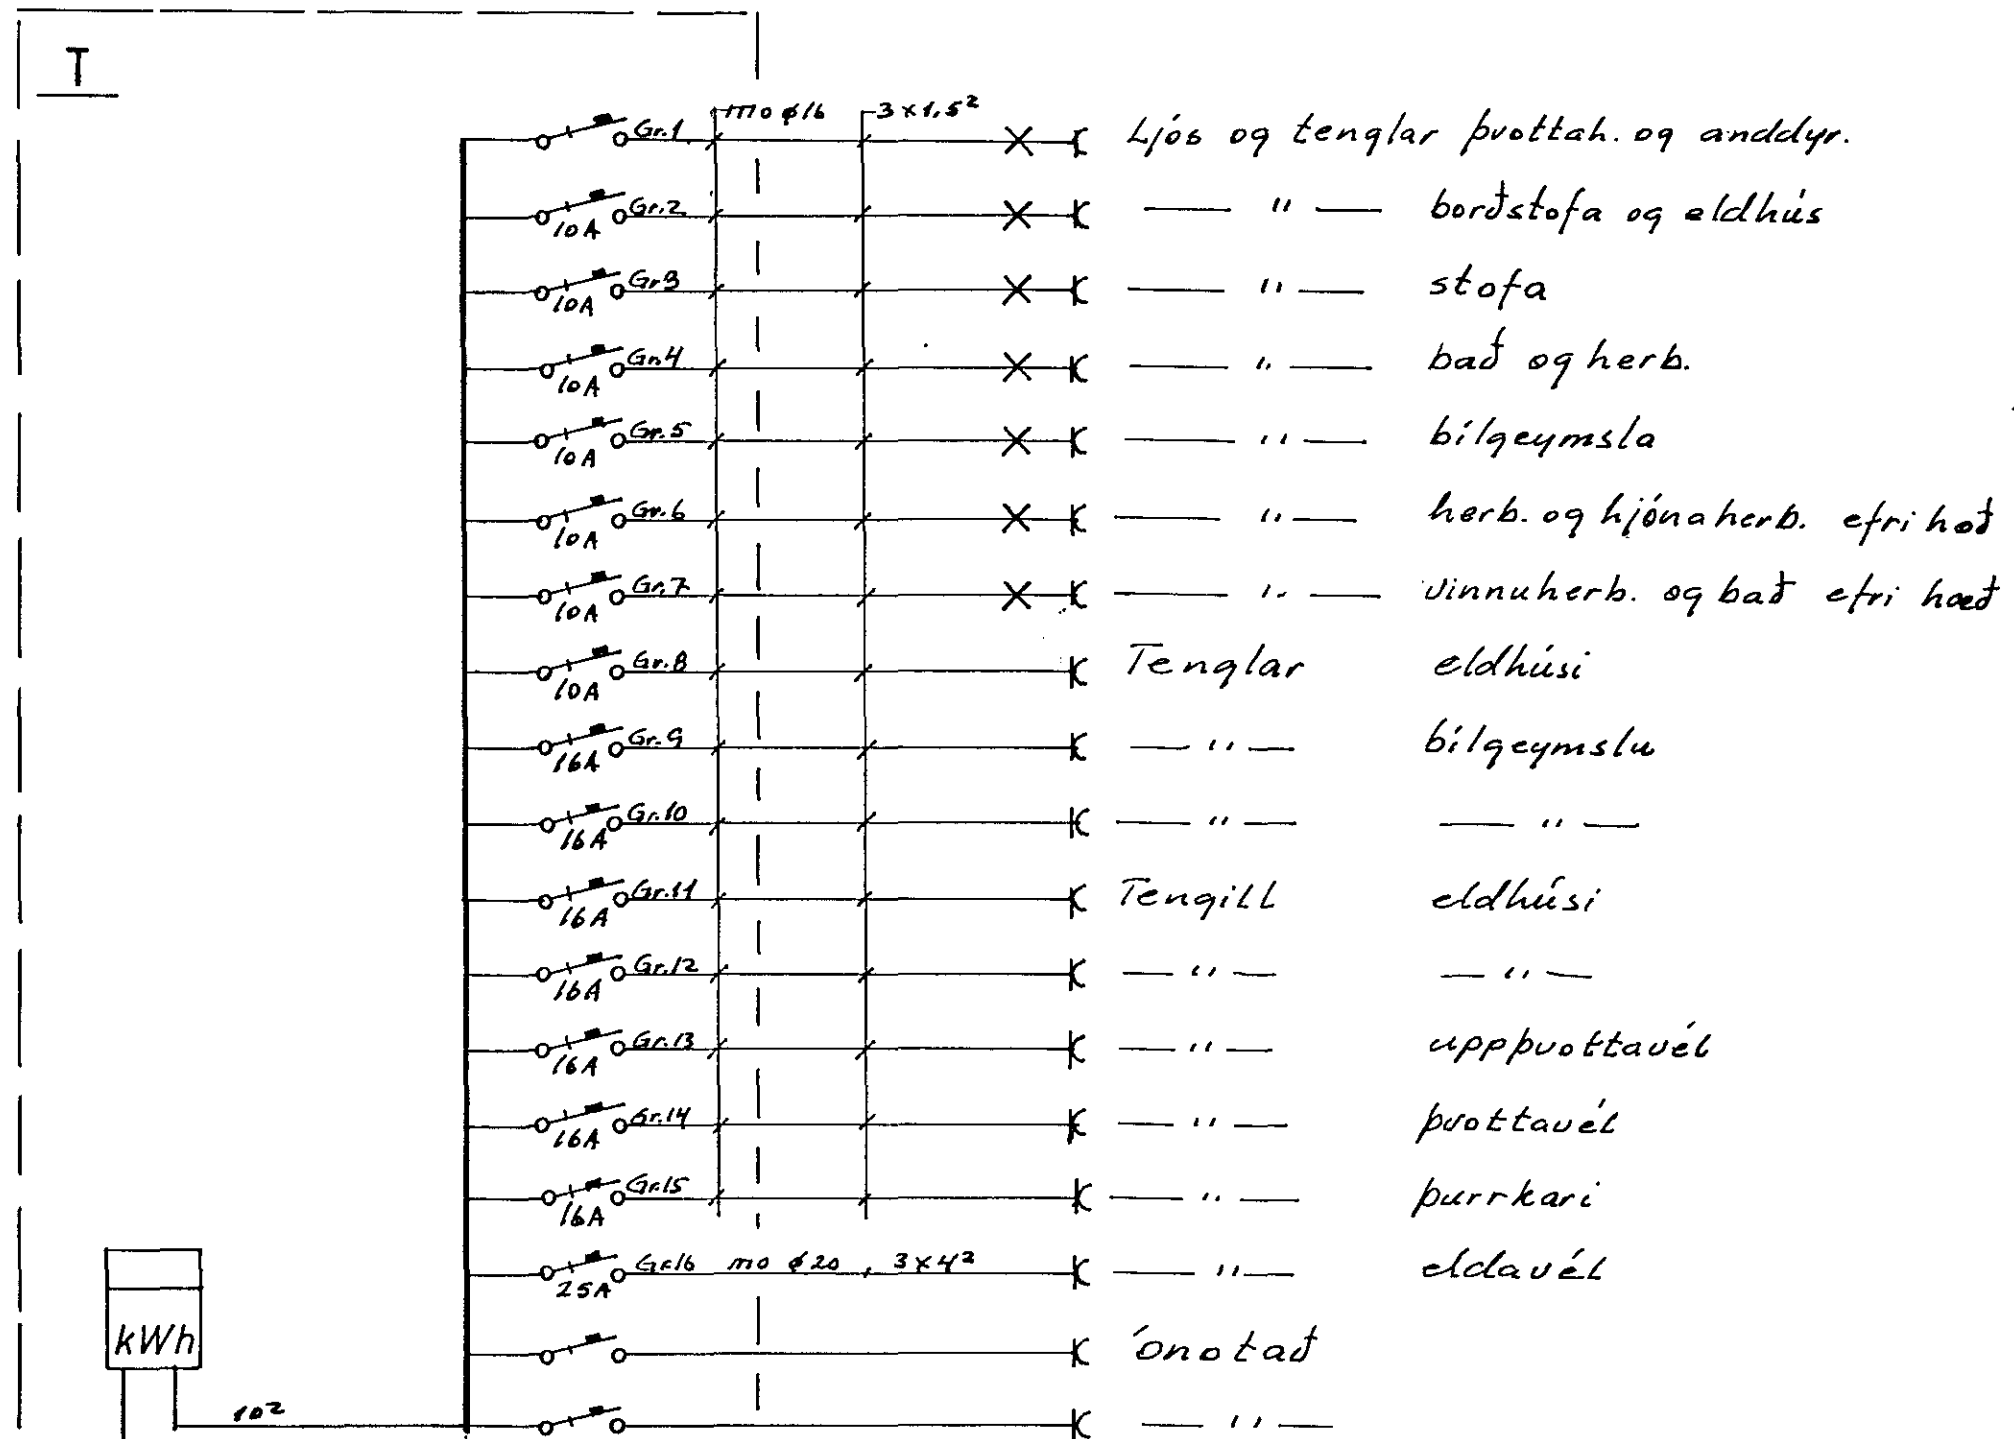 T
Gr.1 mo ø16 3x1,5² Ljós og tenglar þvottah. og anddyr.
10A Gr.2 — " — borðstofa og eldhús
10A Gr.3 — " — stofa
10A Gr.4 — " — bað og herb.
10A Gr.5 — " — bílgeymsla
10A Gr.6 — " — herb. og hjónaherb. efri hæð
10A Gr.7 — " — vinnuherb. og bað efri hæð
10A Gr.8 Tenglar eldhúsi
16A Gr.9 — " — bílgeymslu
16A Gr.10 — " — — " —
16A Gr.11 Tengill eldhúsi
16A Gr.12 — " — — " —
16A Gr.13 — " — uppþvottavél
16A Gr.14 — " — þvottavél
16A Gr.15 — " — þurrkari
25A Gr.16 mo ø20, 3x4² — " — eldavél
kWh Ónotað
10² — " —